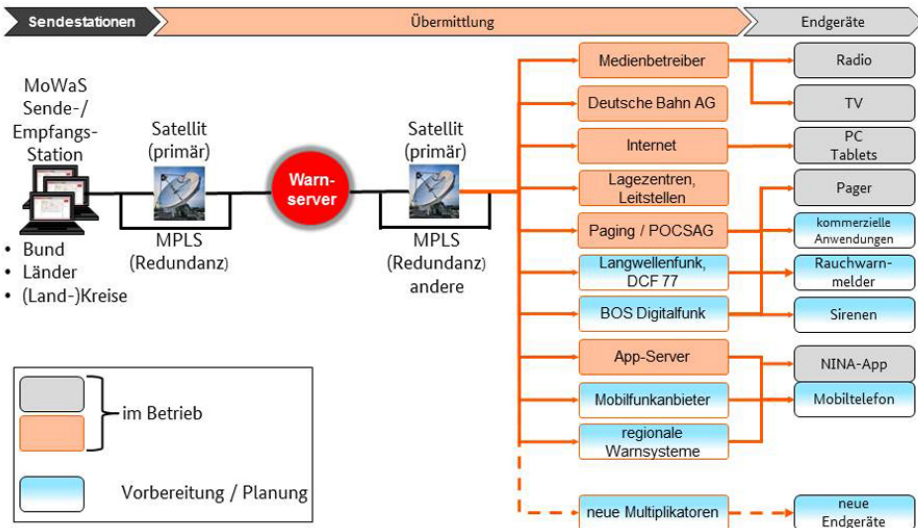 Sendestationen
Übermittlung
Endgeräte
MoWaS
Sende-/
Empfangs-
Station
• Bund
• Länder
• (Land-)Kreise
Satellit
(primär)
MPLS
(Redundanz)
Warn-
server
Satellit
(primär)
MPLS
(Redundanz)
andere
Medienbetreiber
Deutsche Bahn AG
Internet
Lagezentren,
Leitstellen
Paging / POCSAG
Langwellenfunk,
DCF 77
BOS Digitalfunk
App-Server
Mobilfunkanbieter
regionale
Warnsysteme
neue Multiplikatoren
Radio
TV
PC
Tablets
Pager
kommerzielle
Anwendungen
Rauchwarn-
melder
Sirenen
NINA-App
Mobiltelefon
neue
Endgeräte
im Betrieb
Vorbereitung / Planung